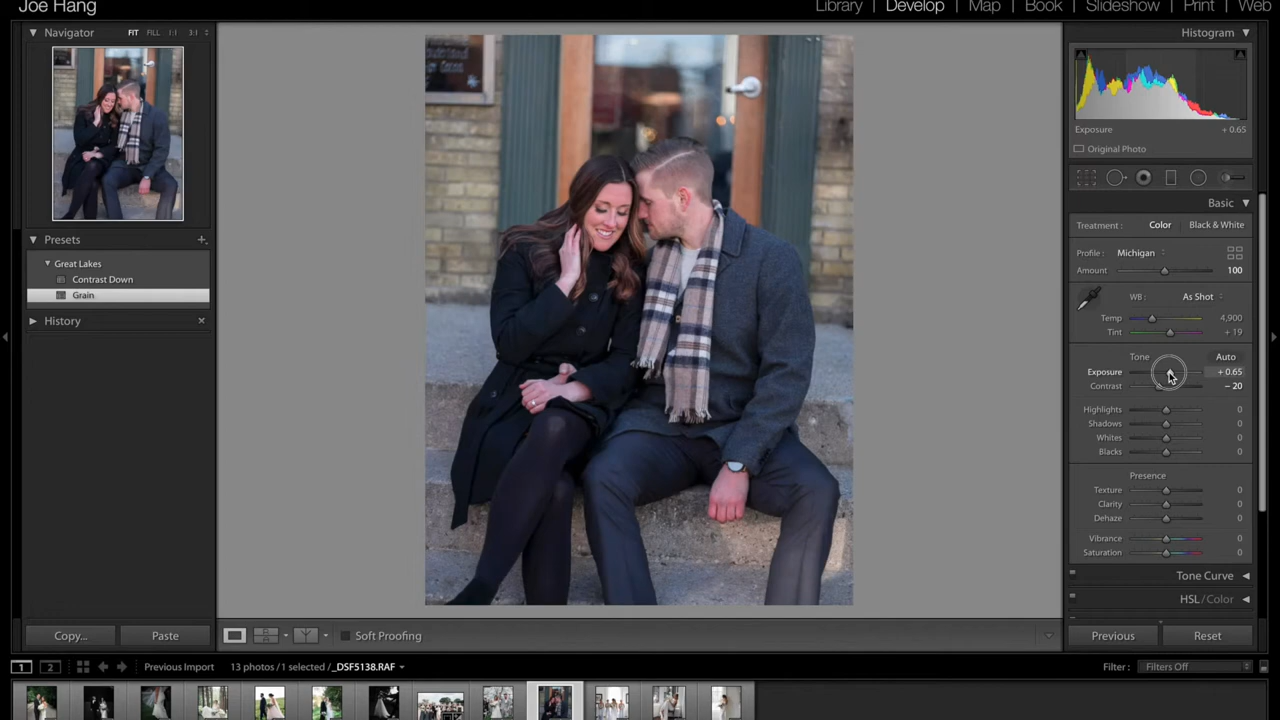 Joe Hang
Library | Develop | Map | Book | Slideshow | Print | Web
Navigator FIT FILL 1:1 3:1
Histogram
Exposure + 0.65
Original Photo
Basic
Treatment : Color Black & White
Profile : Michigan
Amount 100
WB : As Shot
Temp 4,900
Tint + 19
Tone Auto
Exposure + 0.65
Contrast – 20
Highlights 0
Shadows 0
Whites 0
Blacks 0
Presence
Texture 0
Clarity 0
Dehaze 0
Vibrance 0
Saturation 0
Tone Curve
HSL / Color
Presets +
Great Lakes
Contrast Down
Grain
History ×
Copy... Paste
Soft Proofing
Previous Reset
1 2 Previous Import 13 photos / 1 selected / _DSF5138.RAF
Filter : Filters Off